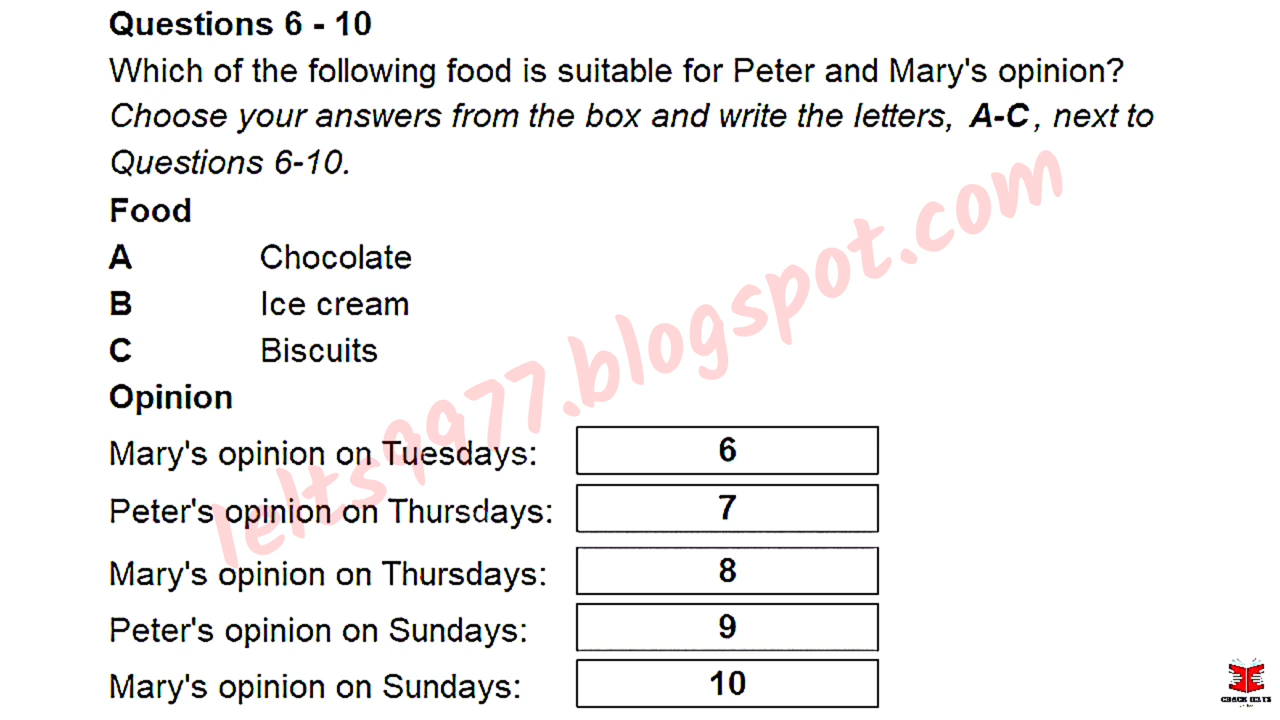 Questions 6 - 10
Which of the following food is suitable for Peter and Mary's opinion?
Choose your answers from the box and write the letters, A-C, next to
Questions 6-10.
Food
A Chocolate
B Ice cream
C Biscuits
Opinion
Mary's opinion on Tuesdays: 6
Peter's opinion on Thursdays: 7
Mary's opinion on Thursdays: 8
Peter's opinion on Sundays: 9
Mary's opinion on Sundays: 10
Ielts9977.blogspot.com
CRACK IELTS